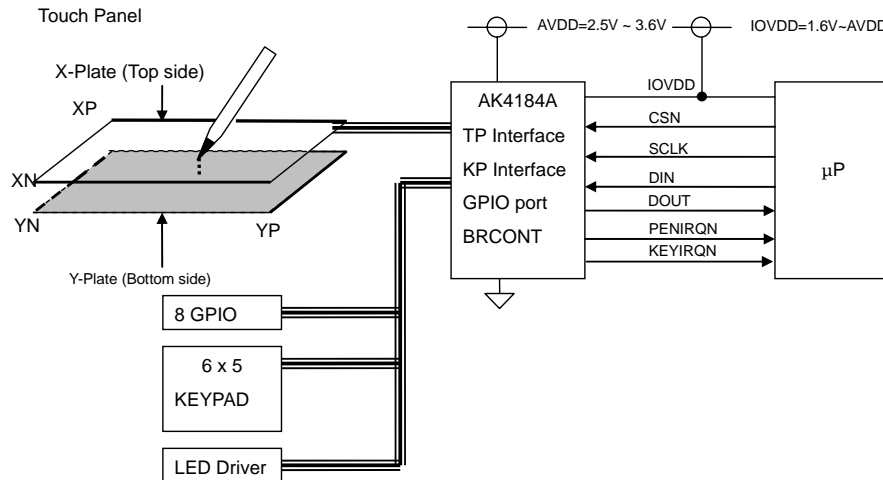 Touch Panel
AVDD=2.5V ~ 3.6V
IOVDD=1.6V~AVDD
X-Plate (Top side)
XP
XN
YN
YP
Y-Plate (Bottom side)
AK4184A
TP Interface
KP Interface
GPIO port
BRCONT
IOVDD
CSN
SCLK
DIN
DOUT
PENIRQN
KEYIRQN
μP
8 GPIO
6 x 5
KEYPAD
LED Driver